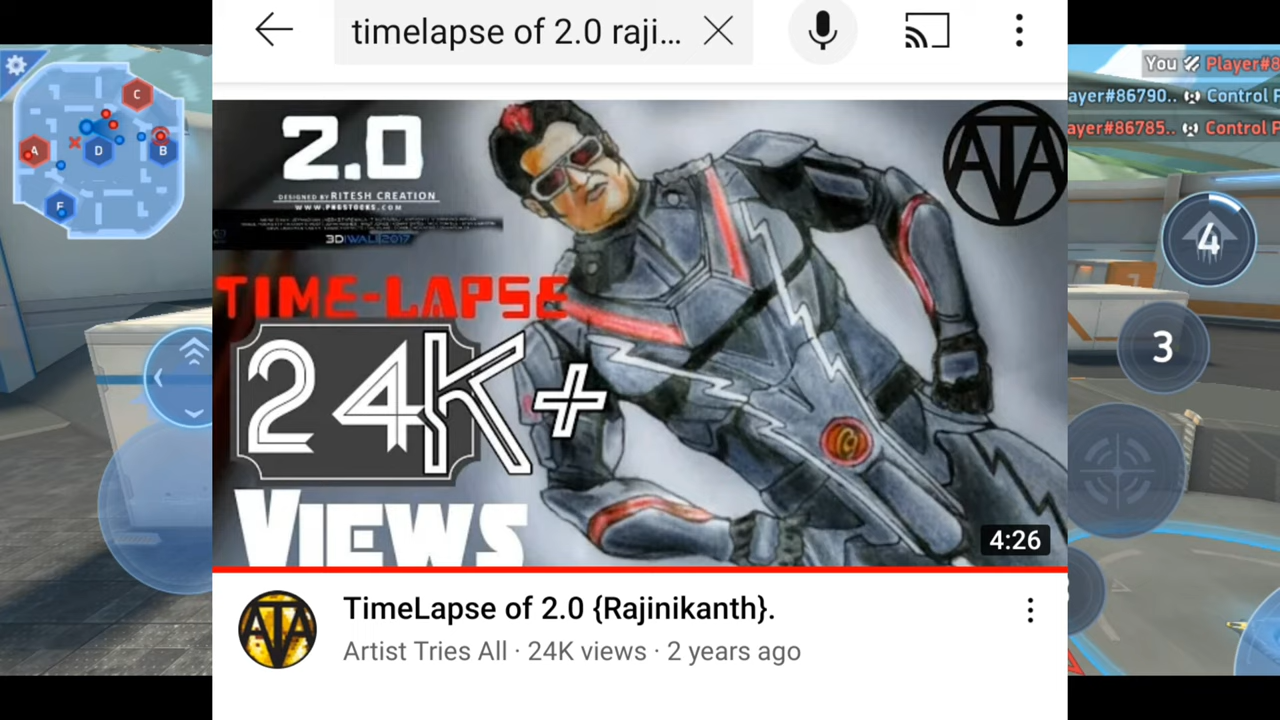 timelapse of 2.0 raji...
2.0
DESIGNED BY RITESH CREATION
3DIWALI2017
ATA
TIME-LAPSE
24K+
VIEWS
4:26
ATA
TimeLapse of 2.0 {Rajinikanth}.
Artist Tries All · 24K views · 2 years ago
C
A
D
B
F
You Player#8
ayer#86790.. Control P
ayer#86785.. Control P
4
3